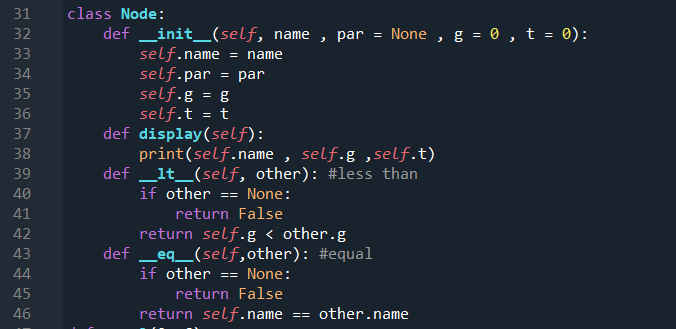 31 class Node:
32     def __init__(self, name , par = None , g = 0 , t = 0):
33         self.name = name
34         self.par = par
35         self.g = g
36         self.t = t
37     def display(self):
38         print(self.name , self.g ,self.t)
39     def __lt__(self, other): #less than
40         if other == None:
41             return False
42         return self.g < other.g
43     def __eq__(self,other): #equal
44         if other == None:
45             return False
46         return self.name == other.name